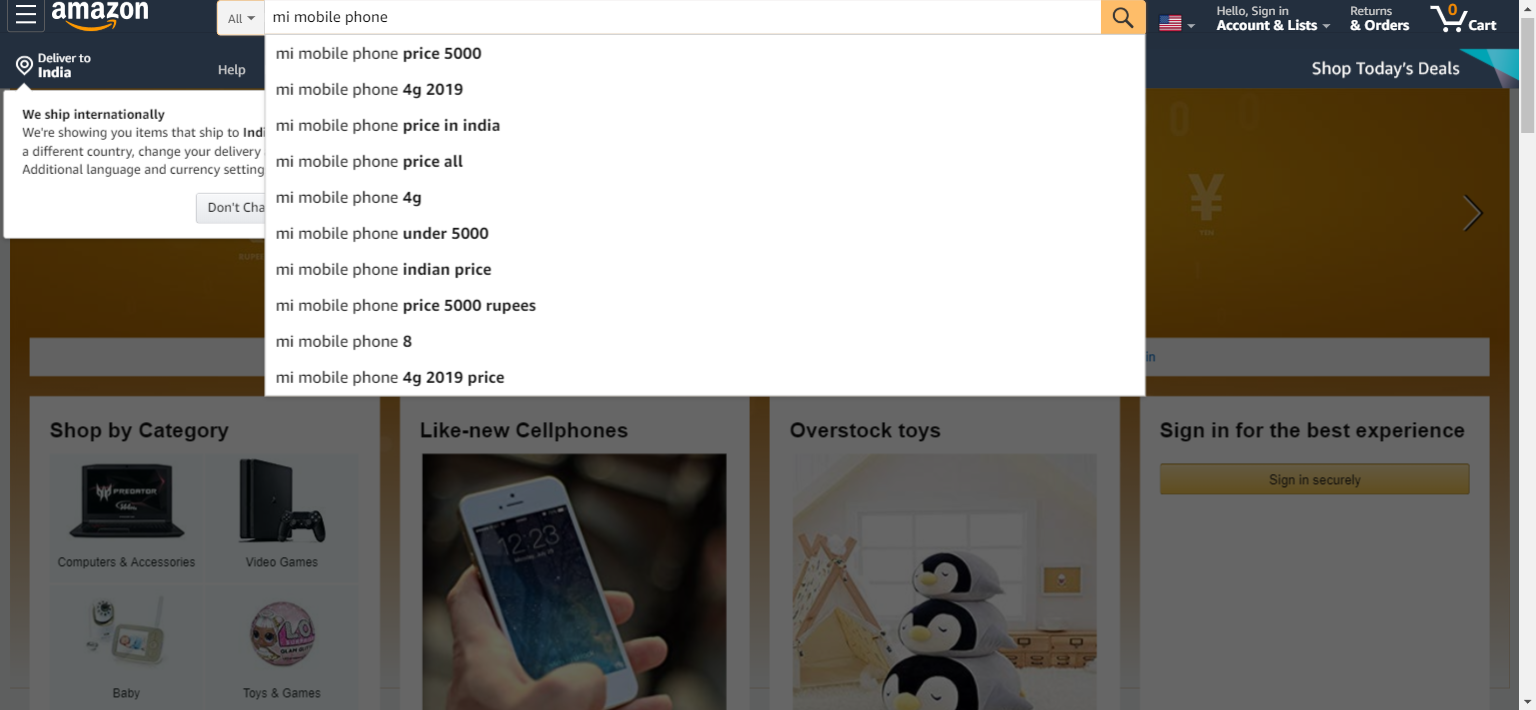 amazon
All
mi mobile phone
Hello, Sign in
Account & Lists
Returns
& Orders
0
Cart
Deliver to
India
Help
Shop Today's Deals
mi mobile phone price 5000
mi mobile phone 4g 2019
mi mobile phone price in india
mi mobile phone price all
mi mobile phone 4g
mi mobile phone under 5000
mi mobile phone indian price
mi mobile phone price 5000 rupees
mi mobile phone 8
mi mobile phone 4g 2019 price
We ship internationally
We're showing you items that ship to Indi
a different country, change your delivery
Additional language and currency setting
Don't Cha
¥
in
Shop by Category
Computers & Accessories
Video Games
Baby
Toys & Games
Like-new Cellphones
12:23
Overstock toys
Sign in for the best experience
Sign in securely
PREDATOR